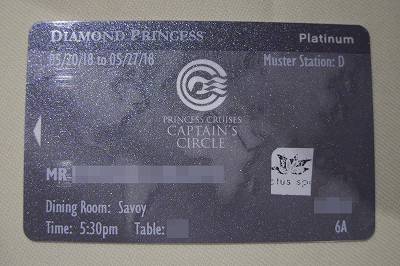 DIAMOND PRINCESS Platinum
05/20/18 to 05/27/18 Muster Station: D
PRINCESS CRUISES
CAPTAIN'S
CIRCLE
MR.
Dining Room: Savoy
Time: 5:30pm Table:
6A